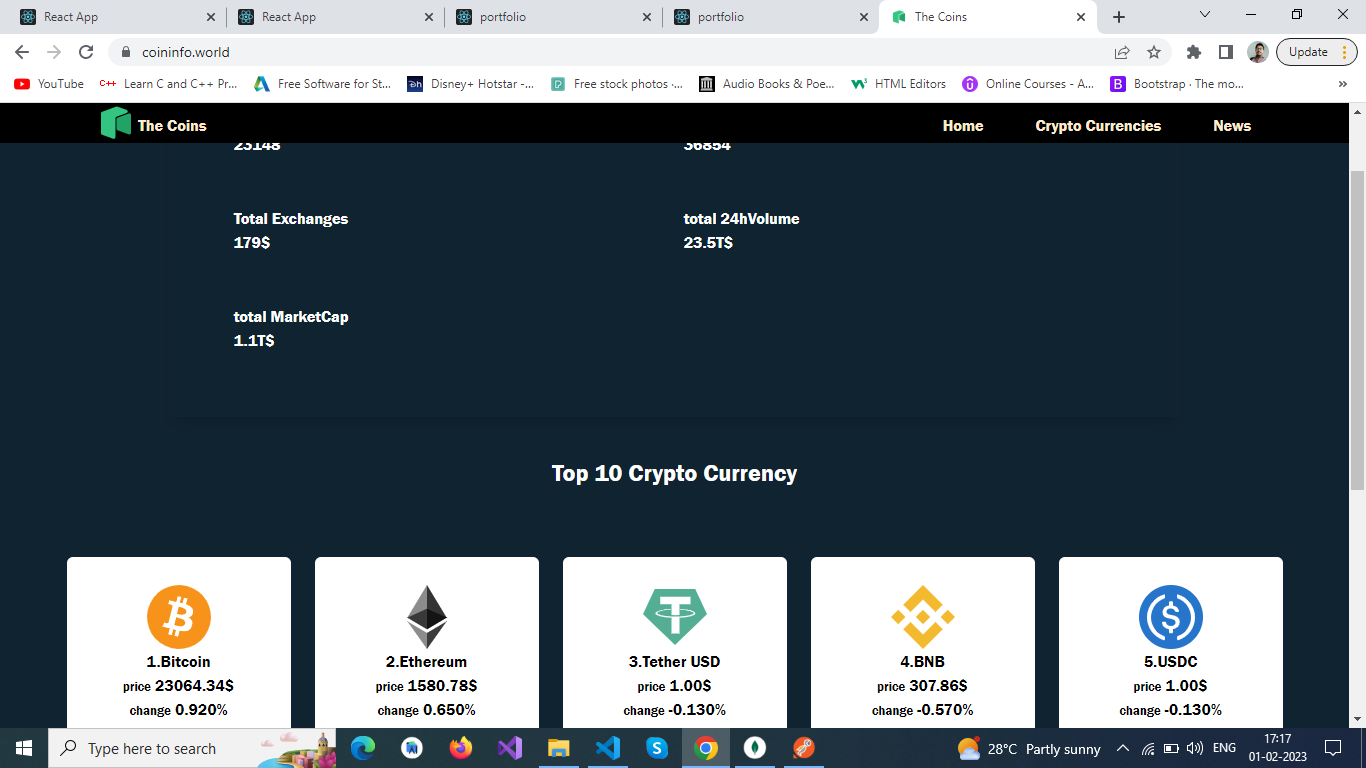 React App
React App
portfolio
portfolio
The Coins
coininfo.world
Update
YouTube
C++ Learn C and C++ Pr...
Free Software for St...
Disney+ Hotstar -...
Free stock photos ·...
Audio Books & Poe...
HTML Editors
Online Courses - A...
B Bootstrap · The mo...
»
The Coins
Home
Crypto Currencies
News
23148
36854
Total Exchanges
total 24hVolume
179$
23.5T$
total MarketCap
1.1T$
Top 10 Crypto Currency
1.Bitcoin
price 23064.34$
change 0.920%
2.Ethereum
price 1580.78$
change 0.650%
3.Tether USD
price 1.00$
change -0.130%
4.BNB
price 307.86$
change -0.570%
5.USDC
price 1.00$
change -0.130%
Type here to search
28°C Partly sunny
ENG
17:17
01-02-2023